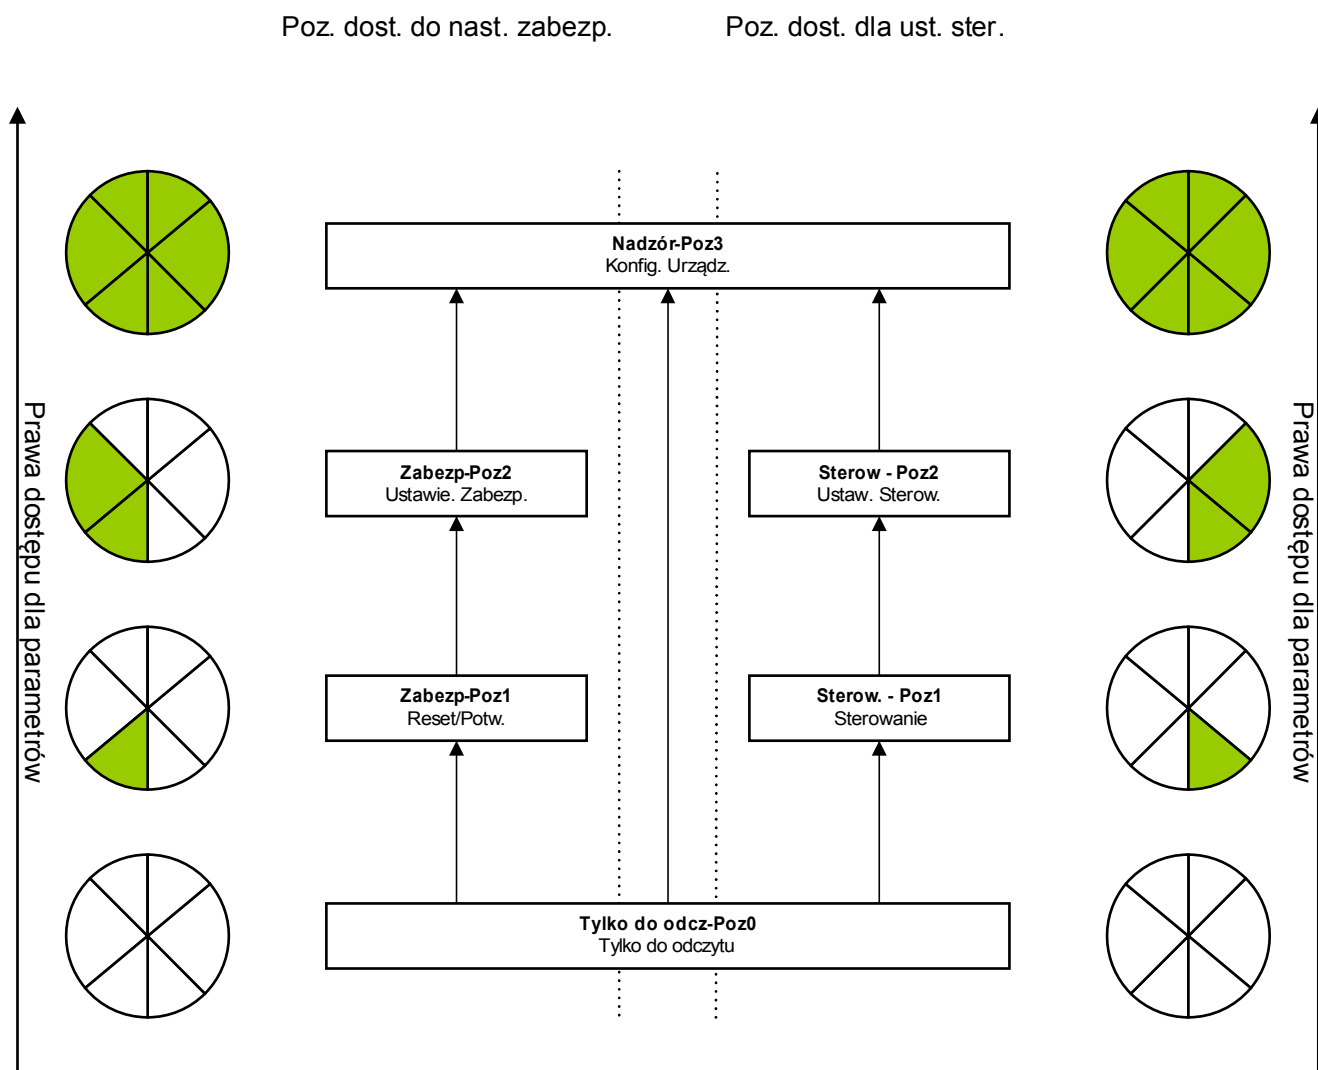 Poz. dost. do nast. zabezp.
Poz. dost. dla ust. ster.
Nadzór-Poz3
Konfig. Urządz.
Prawa dostępu dla parametrów
Zabezp-Poz2
Ustawie. Zabezp.
Sterow - Poz2
Ustaw. Sterow.
Prawa dostępu dla parametrów
Zabezp-Poz1
Reset/Potw.
Sterow. - Poz1
Sterowanie
Tylko do odcz-Poz0
Tylko do odczytu